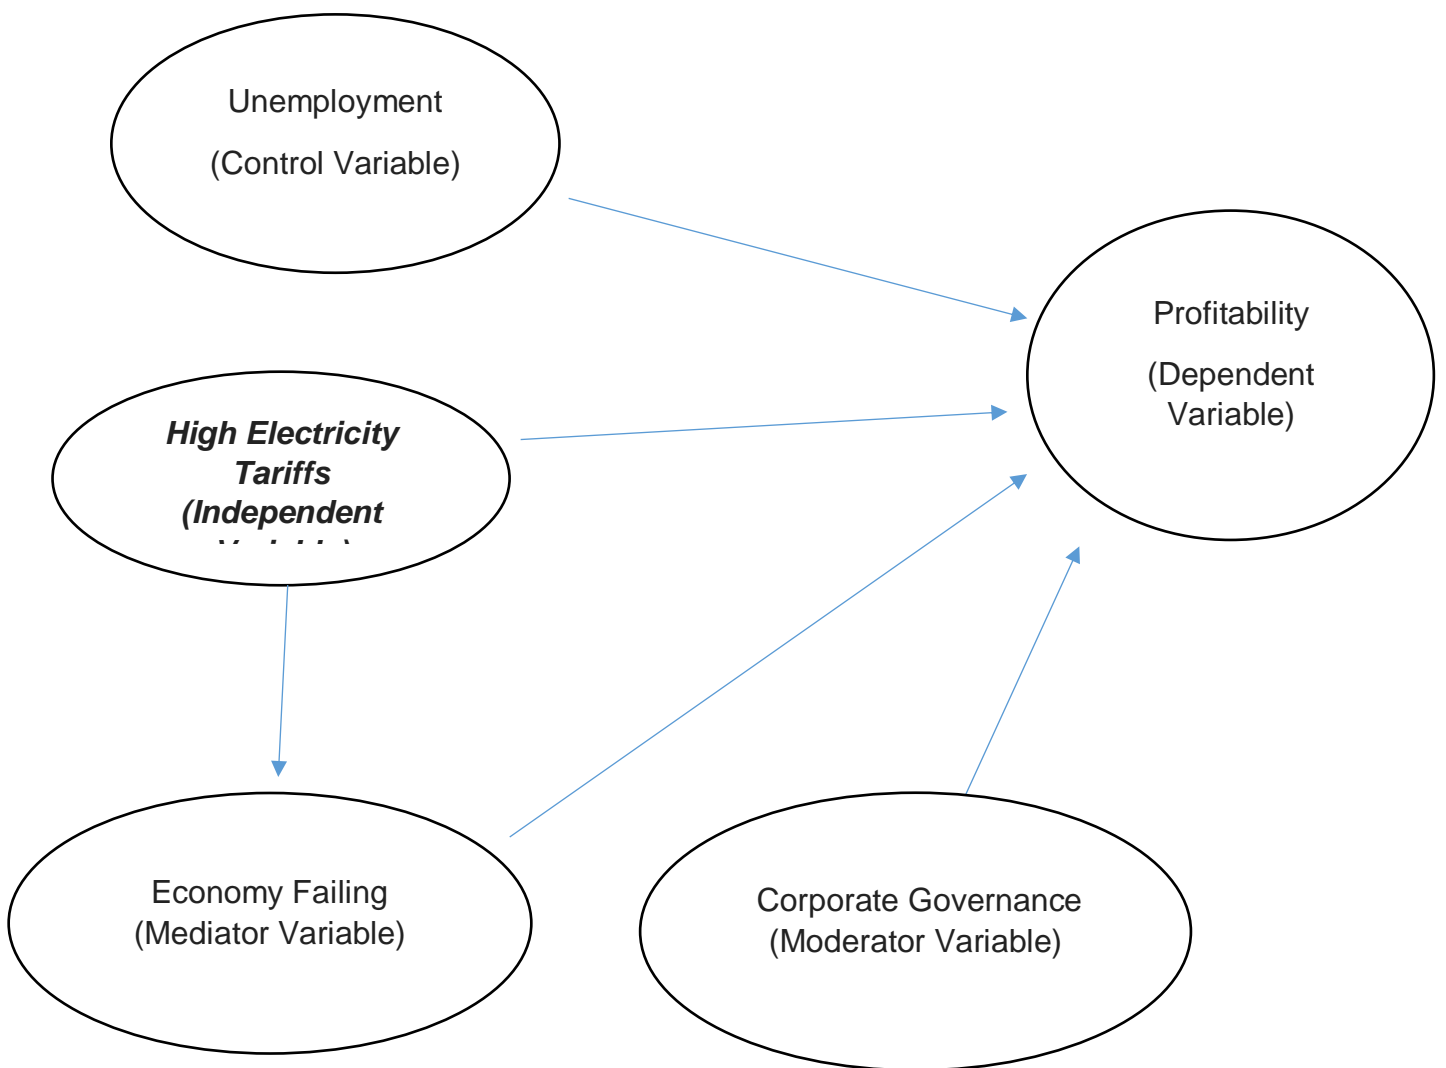 Unemployment
(Control Variable)
Profitability
(Dependent
Variable)
High Electricity
Tariffs
(Independent
Economy Failing
(Mediator Variable)
Corporate Governance
(Moderator Variable)